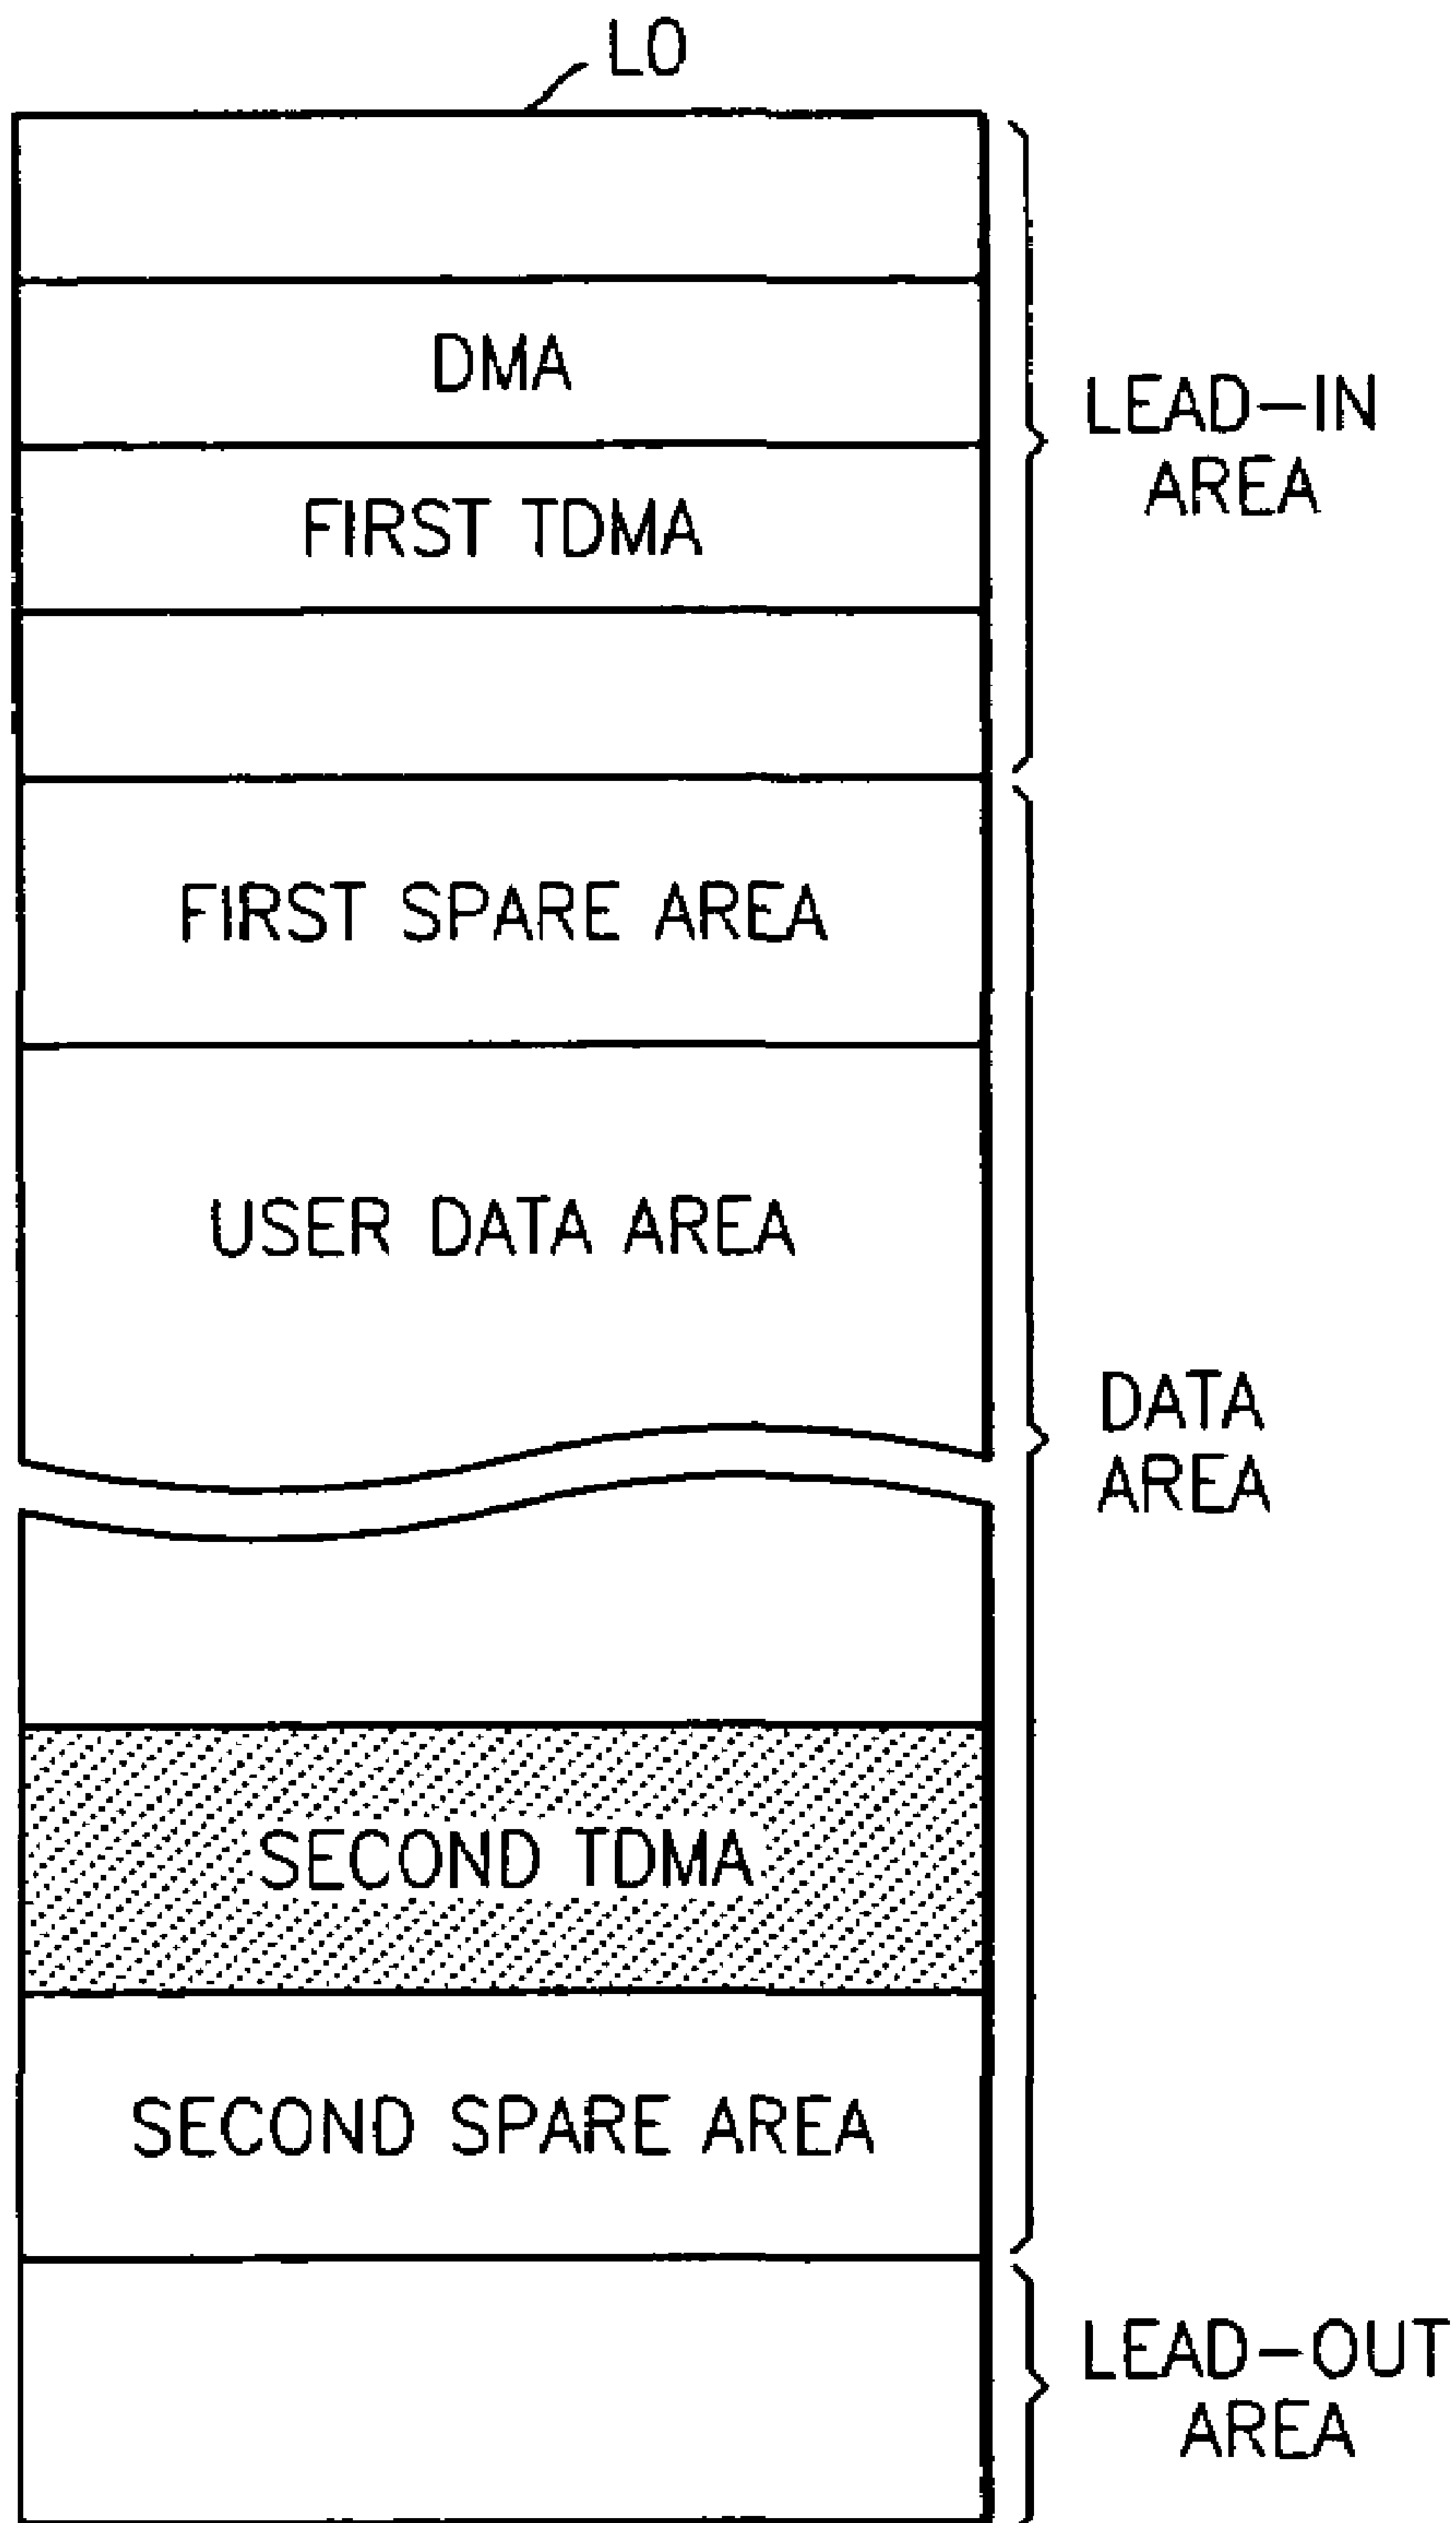 L0
DMA
LEAD-IN
AREA
FIRST TDMA
FIRST SPARE AREA
USER DATA AREA
DATA
AREA
SECOND TDMA
SECOND SPARE AREA
LEAD-OUT
AREA